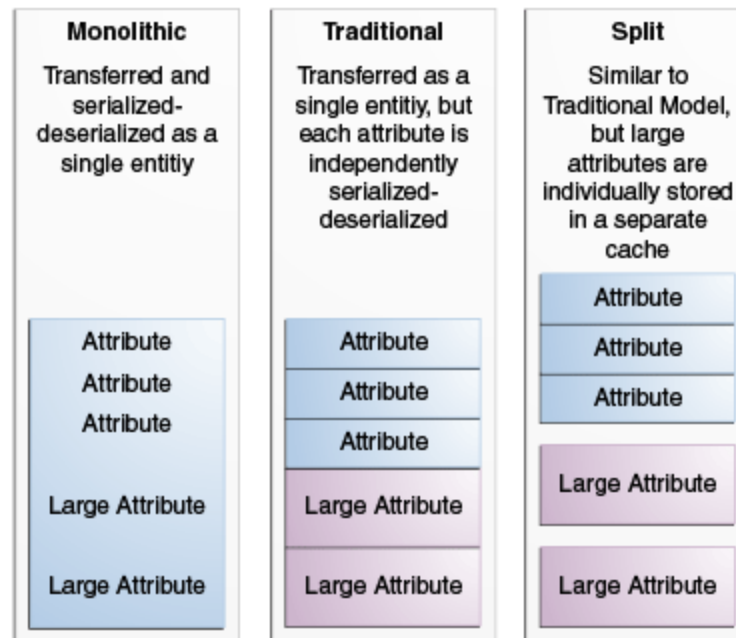 Monolithic
Transferred and
serialized-
deserialized as a
single entitiy
Attribute
Attribute
Attribute
Large Attribute
Large Attribute
Traditional
Transferred as a
single entitiy, but
each attribute is
independently
serialized-
deserialized
Attribute
Attribute
Attribute
Large Attribute
Large Attribute
Split
Similar to
Traditional Model,
but large
attributes are
individually stored
in a separate
cache
Attribute
Attribute
Attribute
Large Attribute
Large Attribute